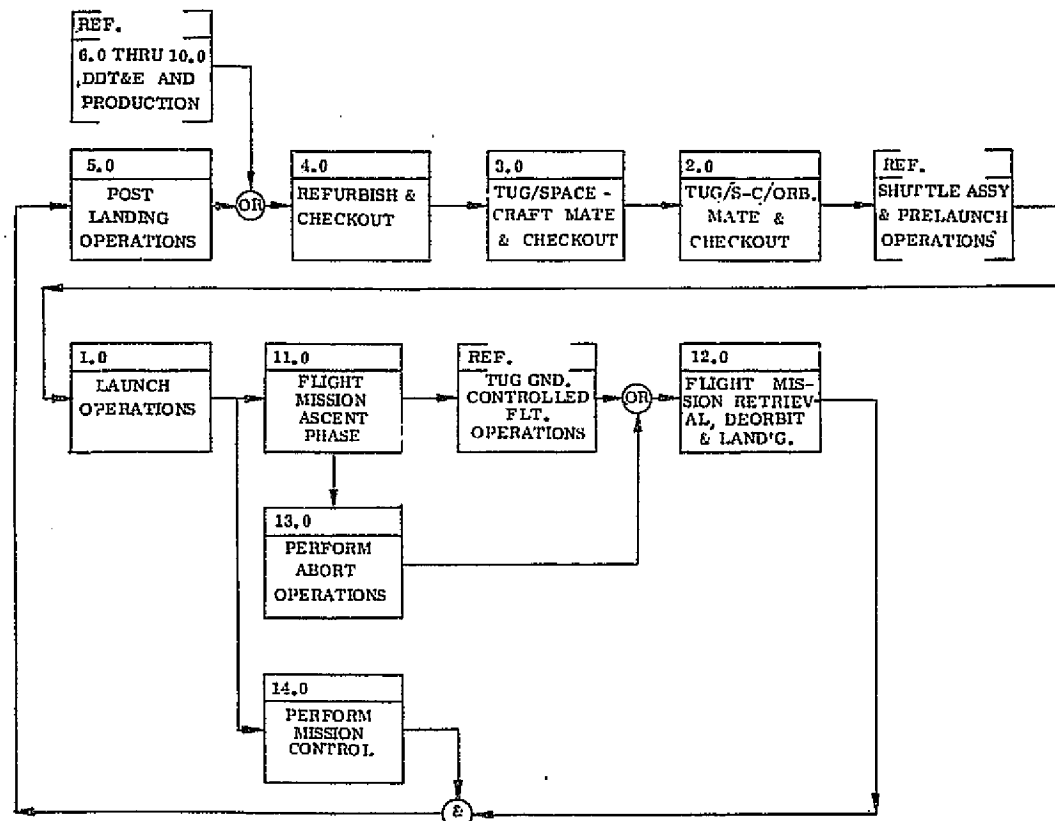 REF.
6.0 THRU 10.0
DDT&E AND
PRODUCTION
5.0
POST
LANDING
OPERATIONS
OR
4.0
REFURBISH &
CHECKOUT
3.0
TUG/SPACE -
CRAFT MATE
& CHECKOUT
2.0
TUG/S-C/ORB.
MATE &
CHECKOUT
REF.
SHUTTLE ASSY
& PRELAUNCH
OPERATIONS
1.0
LAUNCH
OPERATIONS
11.0
FLIGHT
MISSION
ASCENT
PHASE
REF.
TUG GND.
CONTROLLED
FLT.
OPERATIONS
OR
12.0
FLIGHT MIS-
SION RETRIEV-
AL, DEORBIT
& LAND'G.
13.0
PERFORM
ABORT
OPERATIONS
14.0
PERFORM
MISSION
CONTROL
&